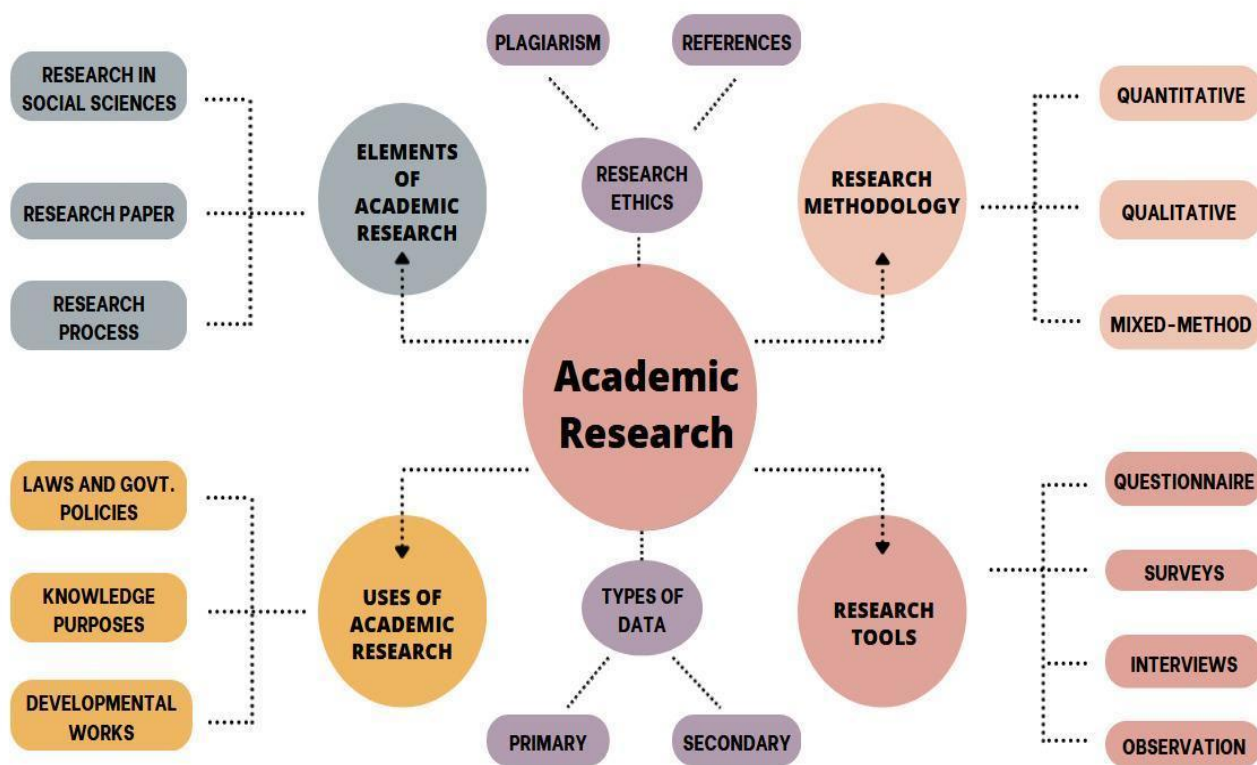 PLAGIARISM
REFERENCES
RESEARCH IN
SOCIAL SCIENCES
RESEARCH PAPER
RESEARCH
PROCESS
ELEMENTS
OF
ACADEMIC
RESEARCH
RESEARCH
ETHICS
RESEARCH
METHODOLOGY
QUANTITATIVE
QUALITATIVE
MIXED-METHOD
Academic
Research
LAWS AND GOVT.
POLICIES
KNOWLEDGE
PURPOSES
DEVELOPMENTAL
WORKS
USES OF
ACADEMIC
RESEARCH
TYPES OF
DATA
PRIMARY
SECONDARY
RESEARCH
TOOLS
QUESTIONNAIRE
SURVEYS
INTERVIEWS
OBSERVATION